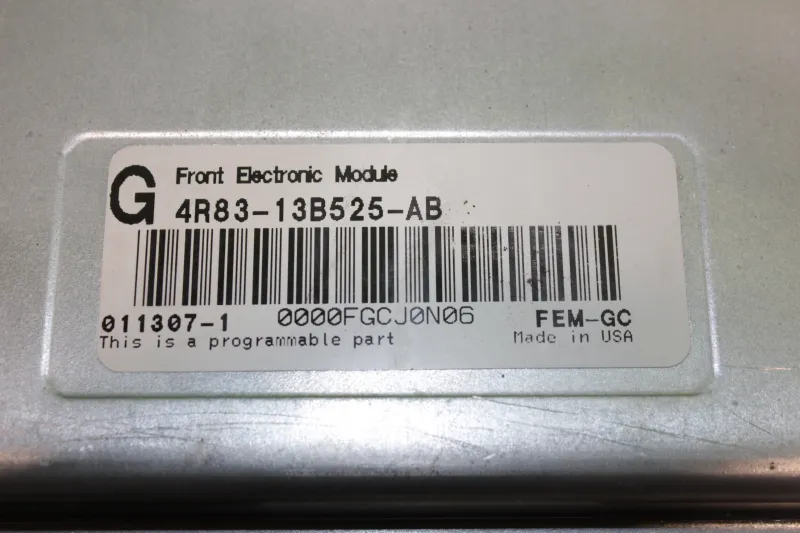 G
Front Electronic Module
4R83-13B525-AB
011307-1 0000FGCJ0N06 FEM-GC
This is a programmable part Made in USA